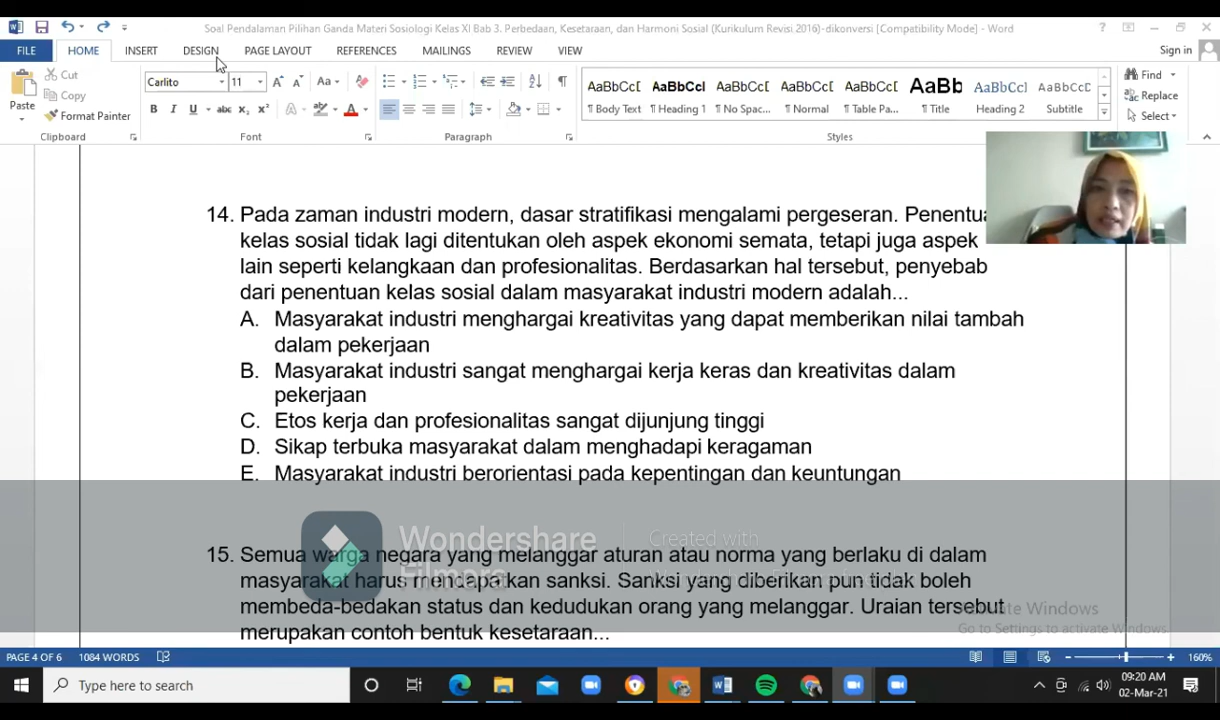 Soal Pendalaman Pilihan Ganda Materi Sosiologi Kelas XI Bab 3. Perbedaan, Kesetaraan, dan Harmoni Sosial (Kurikulum Revisi 2016)-dikonversi [Compatibility Mode] - Word
FILE HOME INSERT DESIGN PAGE LAYOUT REFERENCES MAILINGS REVIEW VIEW Sign in
Cut
Copy
Format Painter
Paste
Carlito 11
AaBbCc[ AaBbCcI AaBbCc[ AaBbCc[ AaBbCc[ AaBb AaBbCcI AaBbCcC
¶ Body Text ¶ Heading 1 ¶ No Spac... ¶ Normal ¶ Table Pa... ¶ Title Heading 2 Subtitle
Find
Replace
Select
Clipboard Font Paragraph Styles Editing
14. Pada zaman industri modern, dasar stratifikasi mengalami pergeseran. Penentua
kelas sosial tidak lagi ditentukan oleh aspek ekonomi semata, tetapi juga aspek
lain seperti kelangkaan dan profesionalitas. Berdasarkan hal tersebut, penyebab
dari penentuan kelas sosial dalam masyarakat industri modern adalah...
A. Masyarakat industri menghargai kreativitas yang dapat memberikan nilai tambah
dalam pekerjaan
B. Masyarakat industri sangat menghargai kerja keras dan kreativitas dalam
pekerjaan
C. Etos kerja dan profesionalitas sangat dijunjung tinggi
D. Sikap terbuka masyarakat dalam menghadapi keragaman
E. Masyarakat industri berorientasi pada kepentingan dan keuntungan
Wondershare
Filmora
Created with
15. Semua warga negara yang melanggar aturan atau norma yang berlaku di dalam
masyarakat harus mendapatkan sanksi. Sanksi yang diberikan pun tidak boleh
membeda-bedakan status dan kedudukan orang yang melanggar. Uraian tersebut
merupakan contoh bentuk kesetaraan...
Activate Windows
Go to Settings to activate Windows.
PAGE 4 OF 6 1084 WORDS 160%
Type here to search
09:20 AM
02-Mar-21